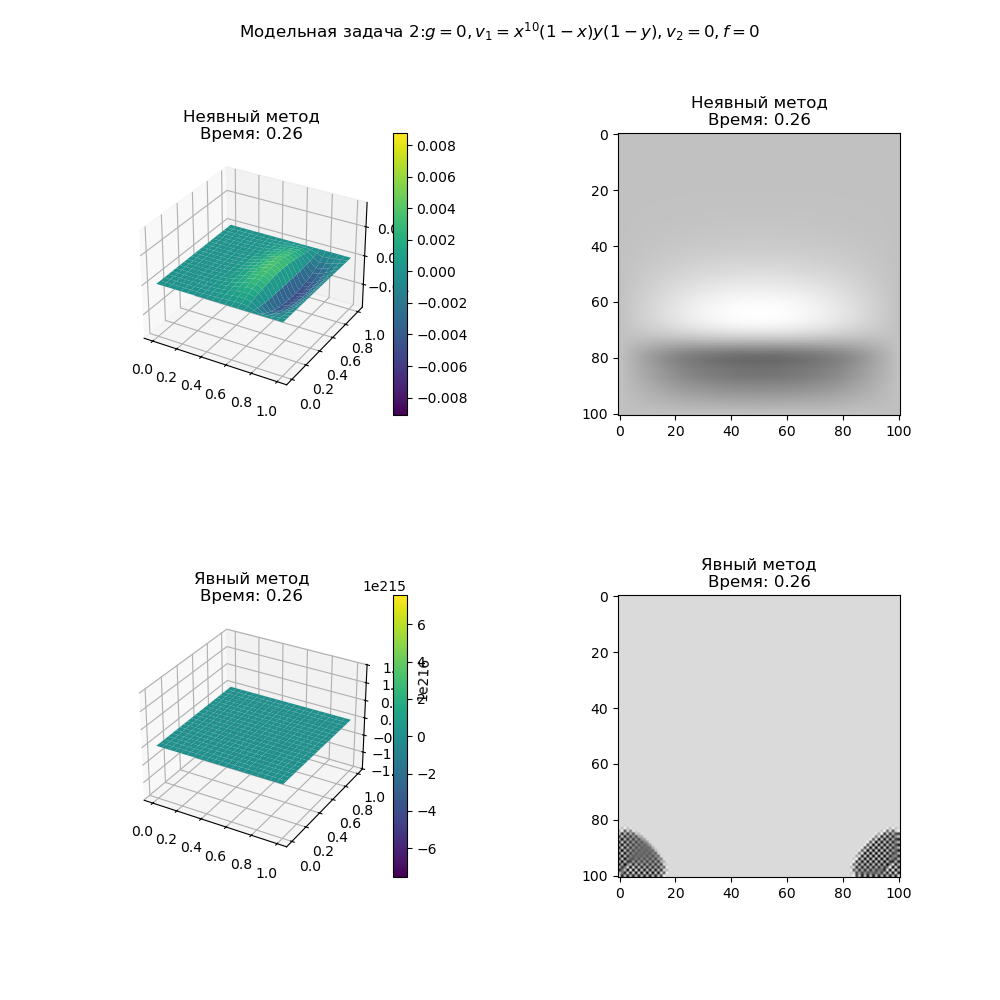 Модельная задача 2:g = 0, v₁ = x¹⁰(1 − x)y(1 − y), v₂ = 0, f = 0
Неявный метод
Время: 0.26
0.008
0.006
0.004
0.002
0.000
−0.002
−0.004
−0.006
−0.008
0.0 0.2 0.4 0.6 0.8 1.0
0.0 0.2 0.4 0.6 0.8 1.0
Неявный метод
Время: 0.26
0
20
40
60
80
100
0 20 40 60 80 100
Явный метод
Время: 0.26
1e215
6
4
2
0
−2
−4
−6
0.0 0.2 0.4 0.6 0.8 1.0
0.0 0.2 0.4 0.6 0.8 1.0
Явный метод
Время: 0.26
0
20
40
60
80
100
0 20 40 60 80 100